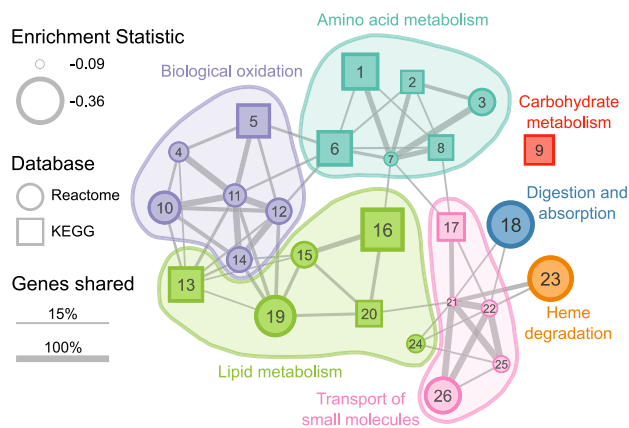 Amino acid metabolism
Enrichment Statistic
-0.09
-0.36
Biological oxidation
1
2
3
Carbohydrate
metabolism
5
4
6
7
8
9
Database
Reactome
KEGG
10
11
12
Digestion and
absorption
14
13
15
16
17
18
Genes shared
15%
100%
19
20
21
22
23
Heme
degradation
24
25
26
Lipid metabolism
Transport of
small molecules